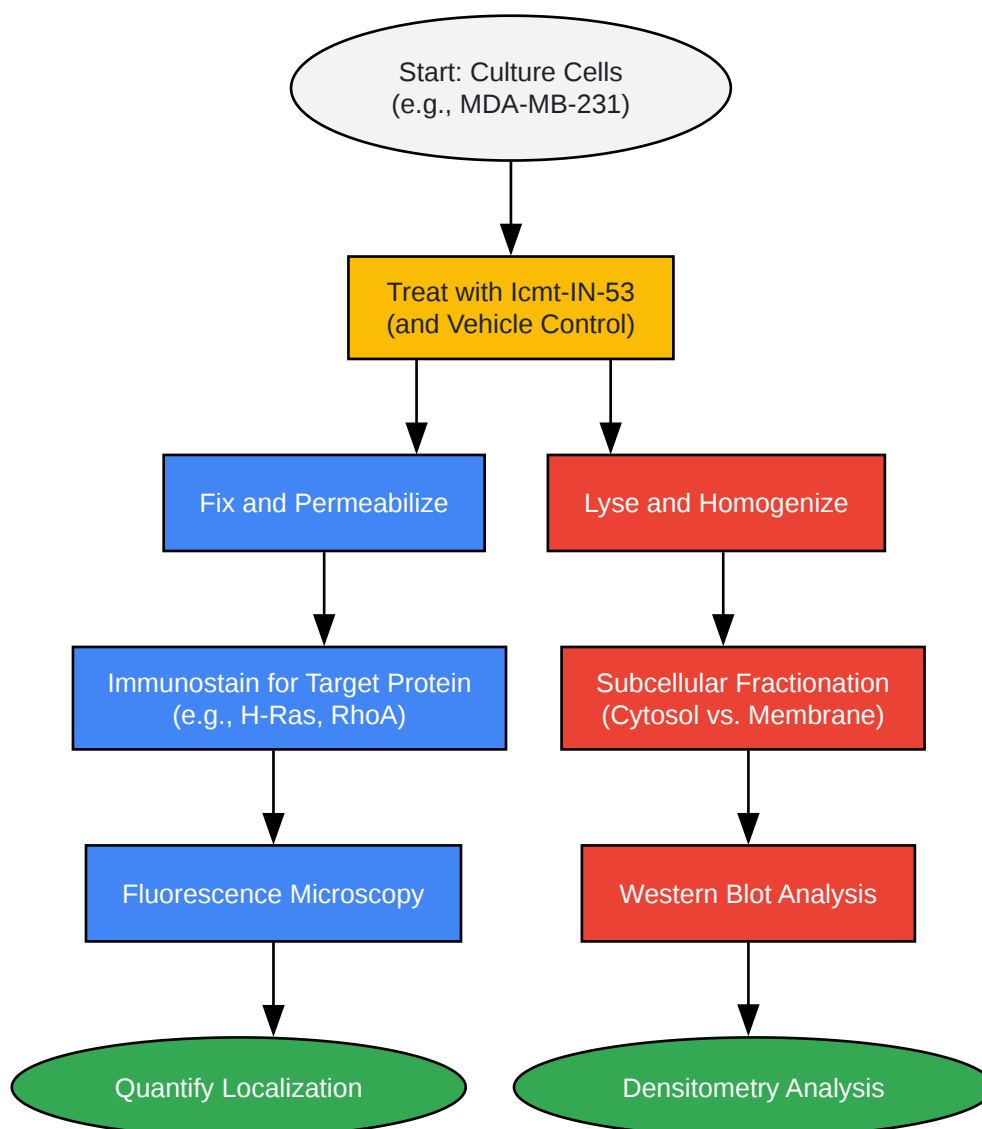 Start: Culture Cells
(e.g., MDA-MB-231)
Treat with Icmt-IN-53
(and Vehicle Control)
Fix and Permeabilize
Lyse and Homogenize
Immunostain for Target Protein
(e.g., H-Ras, RhoA)
Subcellular Fractionation
(Cytosol vs. Membrane)
Fluorescence Microscopy
Western Blot Analysis
Quantify Localization
Densitometry Analysis